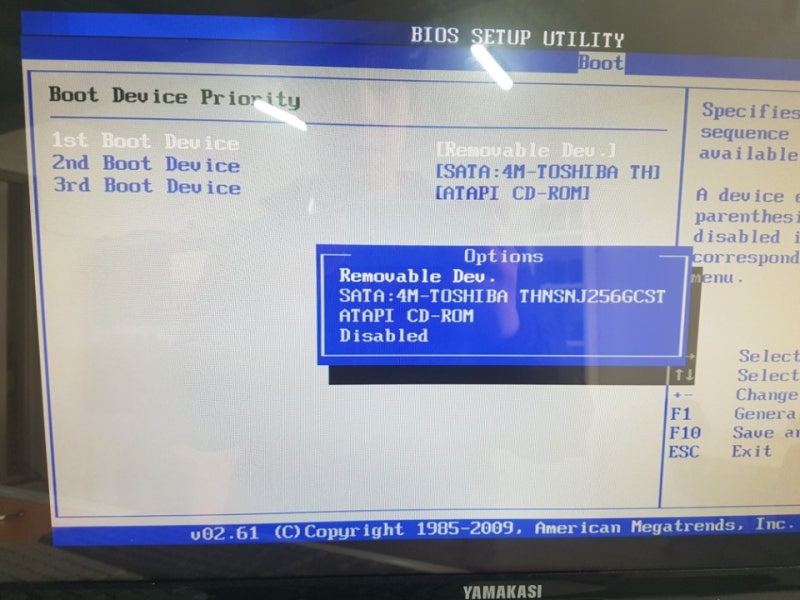 BIOS SETUP UTILITY
Boot
Boot Device Priority
1st Boot Device [Removable Dev.]
2nd Boot Device [SATA:4M-TOSHIBA TH]
3rd Boot Device [ATAPI CD-ROM]
Options
Removable Dev.
SATA:4M-TOSHIBA THNSNJ256GCST
ATAPI CD-ROM
Disabled
Specifies
sequence
available
A device
parenthesi
disabled i
correspond
menu.
→ Select
↑↓ Select
+- Change
F1 Genera
F10 Save an
ESC Exit
v02.61 (C)Copyright 1985-2009, American Megatrends, Inc.
YAMAKASI